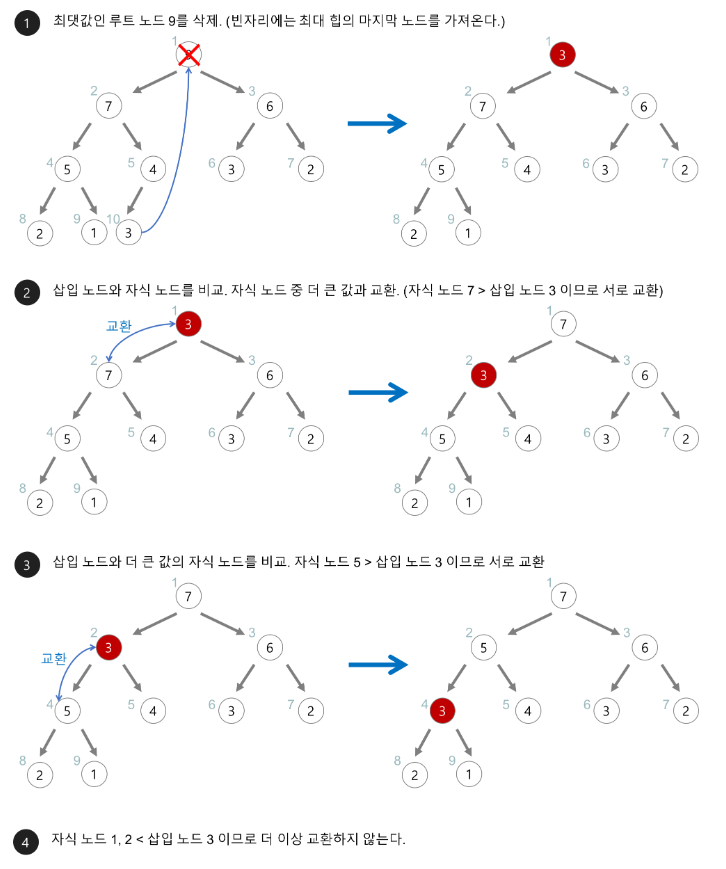 1 최댓값인 루트 노드 9를 삭제. (빈자리에는 최대 힙의 마지막 노드를 가져온다.)
1 1
3
2 7 3 6 2 7 3 6
4 5 5 4 6 3 7 2 4 5 5 4 6 3 7 2
8 2 9 1 10 3 8 2 9 1
2 삽입 노드와 자식 노드를 비교. 자식 노드 중 더 큰 값과 교환. (자식 노드 7 > 삽입 노드 3 이므로 서로 교환)
1 3 1 7
교환
2 7 3 6 2 3 3 6
4 5 5 4 6 3 7 2 4 5 5 4 6 3 7 2
8 2 9 1 8 2 9 1
3 삽입 노드와 더 큰 값의 자식 노드를 비교. 자식 노드 5 > 삽입 노드 3 이므로 서로 교환
1 7 1 7
교환
2 3 3 6 2 5 3 6
4 5 5 4 6 3 7 2 4 3 5 4 6 3 7 2
8 2 9 1 8 2 9 1
4 자식 노드 1, 2 < 삽입 노드 3 이므로 더 이상 교환하지 않는다.